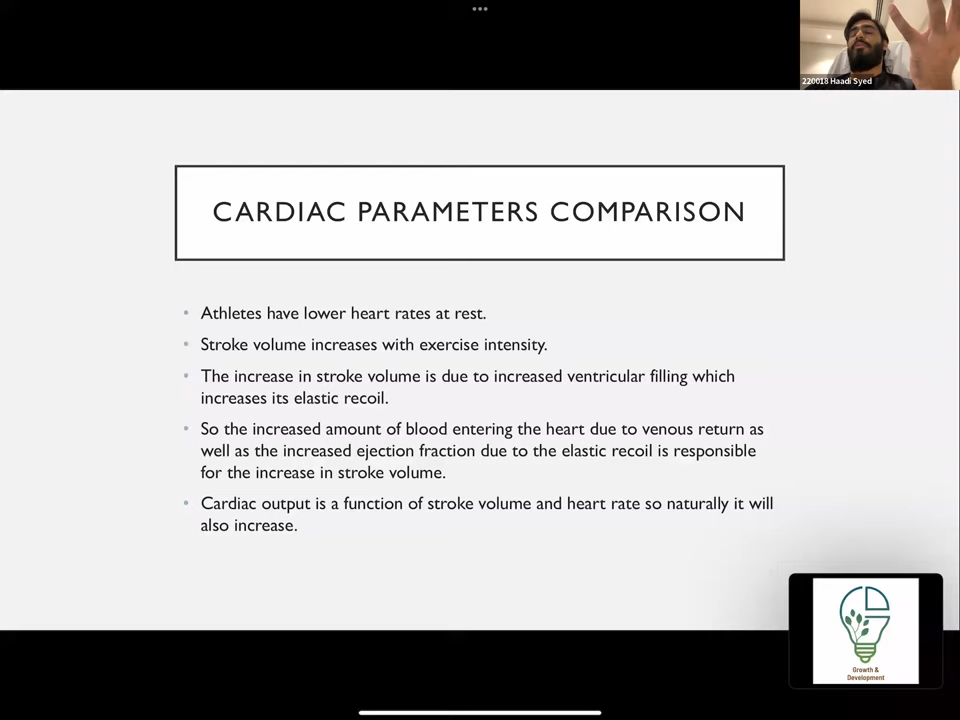 220018 Haadi Syed
CARDIAC PARAMETERS COMPARISON
• Athletes have lower heart rates at rest.
• Stroke volume increases with exercise intensity.
• The increase in stroke volume is due to increased ventricular filling which
increases its elastic recoil.
• So the increased amount of blood entering the heart due to venous return as
well as the increased ejection fraction due to the elastic recoil is responsible
for the increase in stroke volume.
• Cardiac output is a function of stroke volume and heart rate so naturally it will
also increase.
Growth &
Development